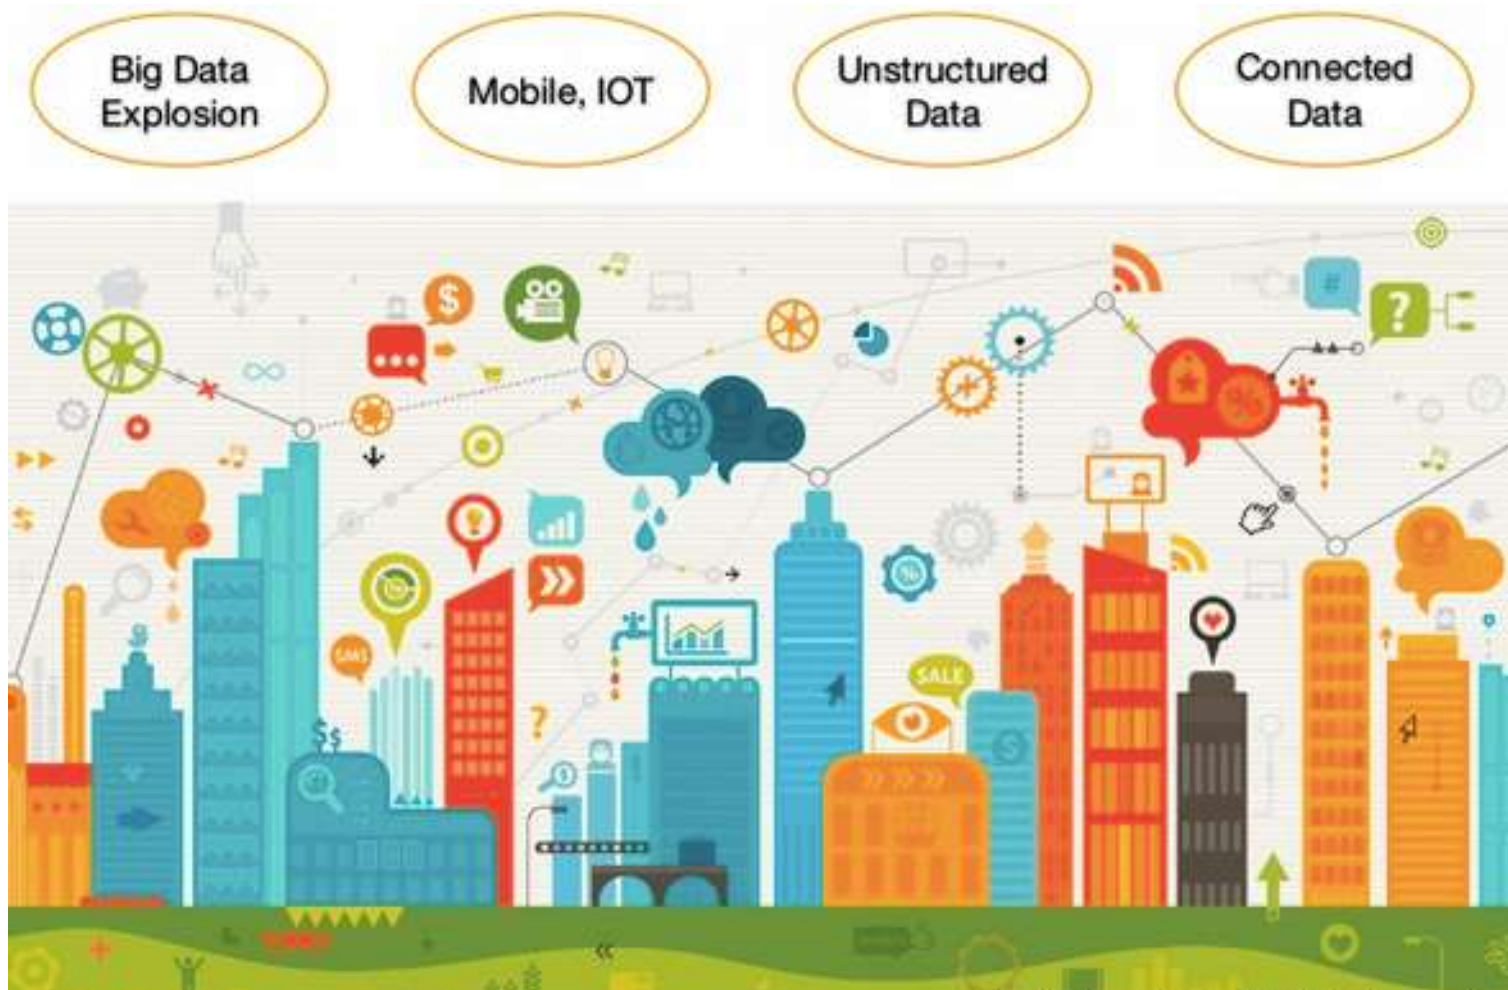 Big Data
Explosion
Mobile, IOT
Unstructured
Data
Connected
Data
$
#
?
%
SMS
%
SALE
$$
?
$
$